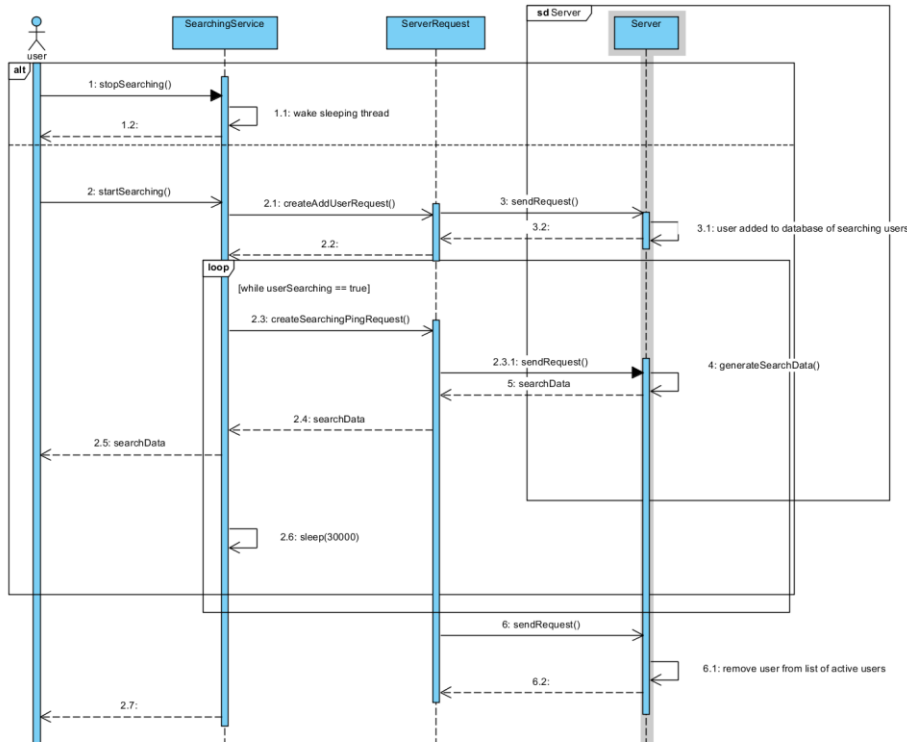 sd Server
SearchingService
ServerRequest
Server
user
alt
1: stopSearching()
1.1: wake sleeping thread
1.2:
2: startSearching()
2.1: createAddUserRequest()
3: sendRequest()
3.1: user added to database of searching users
3.2:
2.2:
loop
[while userSearching == true]
2.3: createSearchingPingRequest()
2.3.1: sendRequest()
4: generateSearchData()
5: searchData
2.4: searchData
2.5: searchData
2.6: sleep(30000)
6: sendRequest()
6.1: remove user from list of active users
6.2:
2.7: